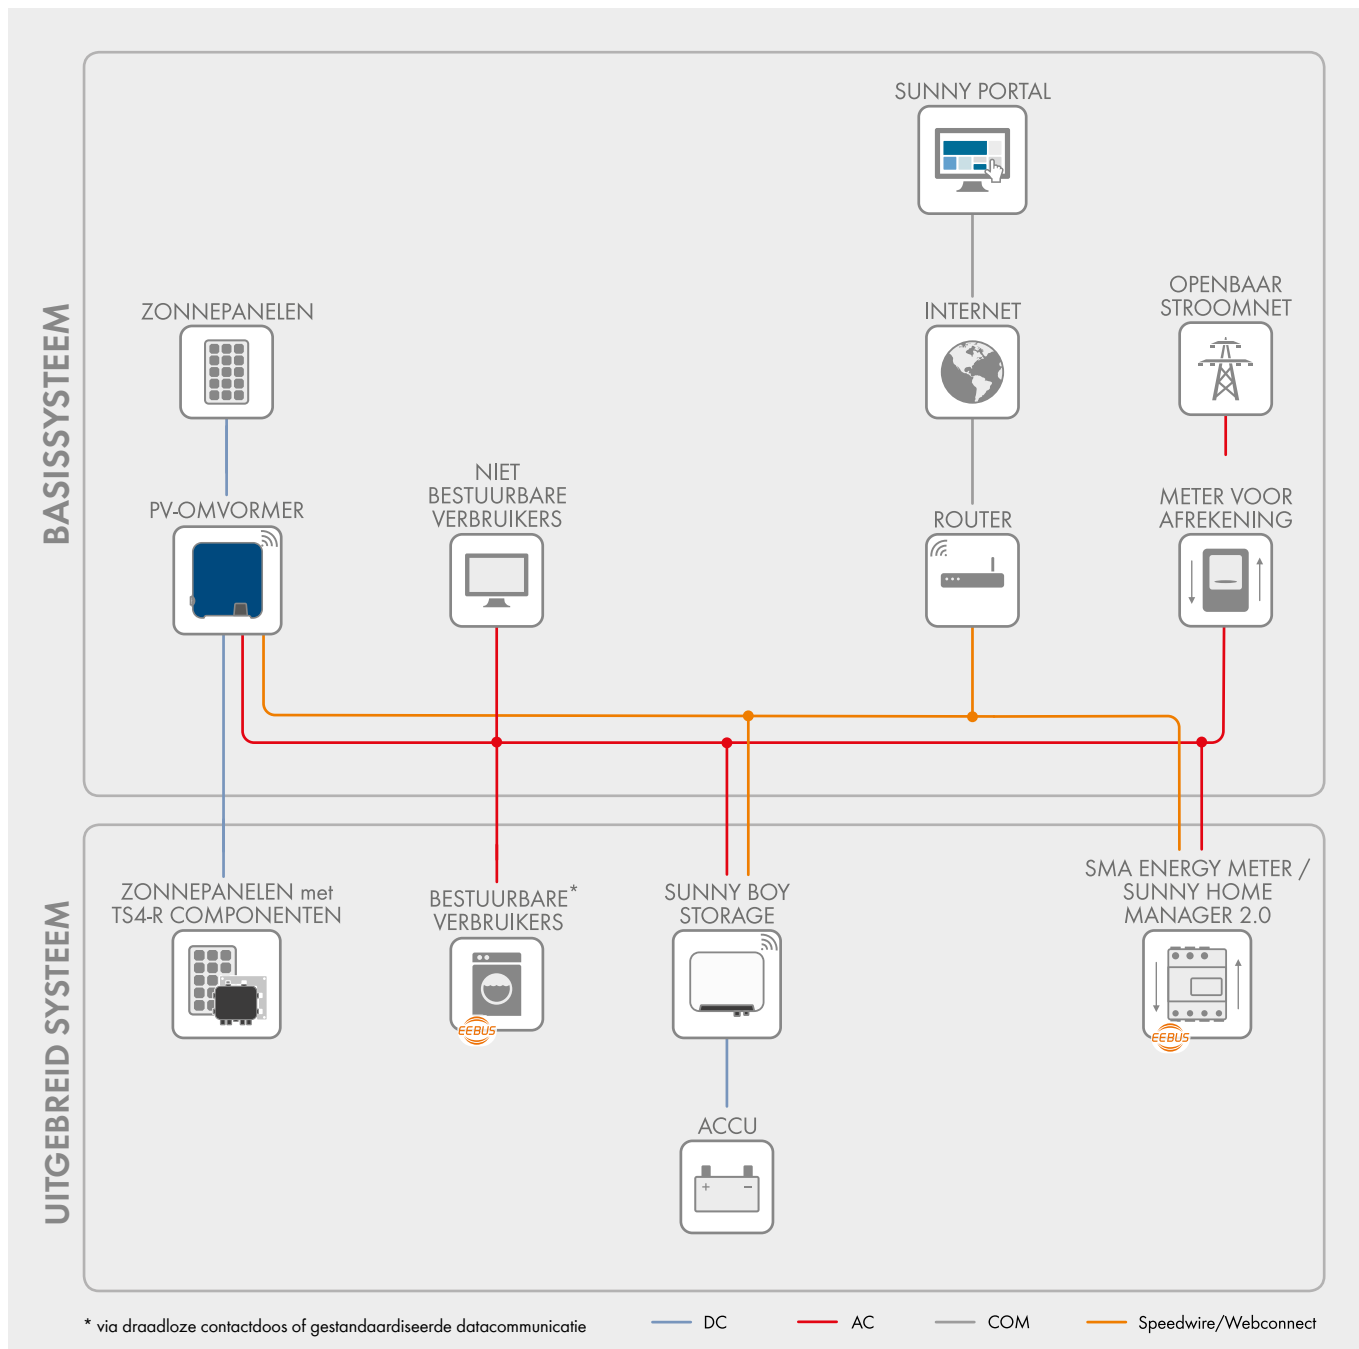 SUNNY PORTAL
BASISSYSTEEM
ZONNEPANELEN
INTERNET
OPENBAAR
STROOMNET
PV-OMVORMER
NIET
BESTUURBARE
VERBRUIKERS
ROUTER
METER VOOR
AFREKENING
UITGEBREID SYSTEEM
ZONNEPANELEN met
TS4-R COMPONENTEN
BESTUURBARE*
VERBRUIKERS
EEBUS
SUNNY BOY
STORAGE
SMA ENERGY METER /
SUNNY HOME
MANAGER 2.0
EEBUS
ACCU
+ −
* via draadloze contactdoos of gestandaardiseerde datacommunicatie
DC
AC
COM
Speedwire/Webconnect